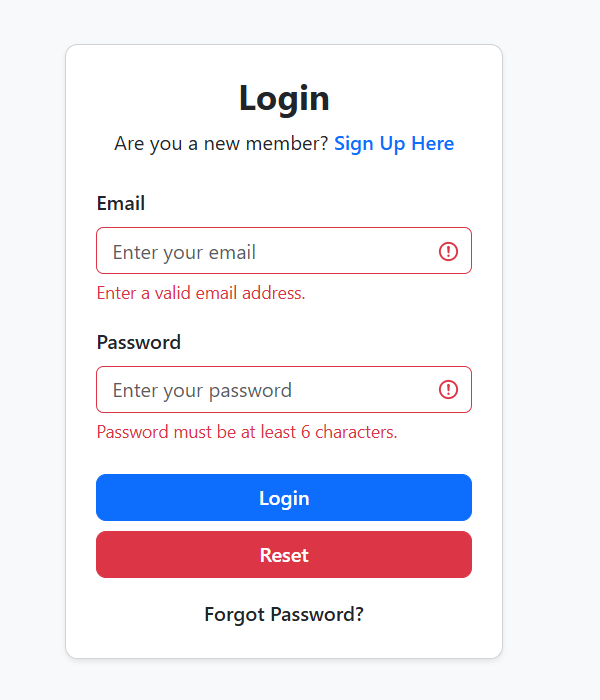 Login
Are you a new member? Sign Up Here
Email
Enter your email
Enter a valid email address.
Password
Enter your password
Password must be at least 6 characters.
Login
Reset
Forgot Password?